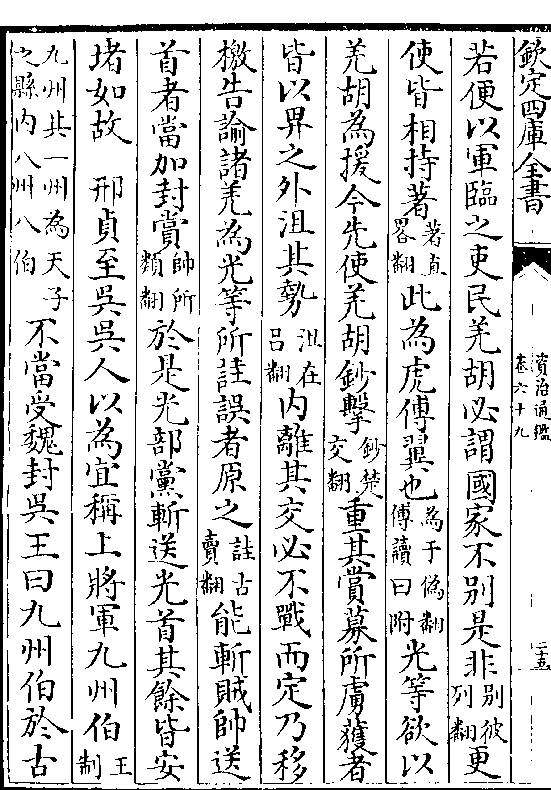 欽定四庫全書
資治通鑑
卷六十九
二十五
若便以軍臨之吏民羌胡必謂國家不別是非別彼列翻更
使皆相持著著直畧翻此為虎傅翼也為于偽翻傅讀曰附光等欲以
羌胡為援今先使羌胡鈔擊鈔楚交翻重其賞募所虜獲者
皆以畀之外沮其勢沮在呂翻内離其交必不戰而定乃移
檄告諭諸羌為光等所詿誤者原之詿古賣翻能斬賊帥送
首者當加封賞帥所類翻於是光部黨斬送光首其餘皆安
堵如故　邢貞至吳吳人以為宜稱上將軍九州伯王制
九州其一州為天子之縣内八州八伯不當受魏封吳王曰九州伯於古